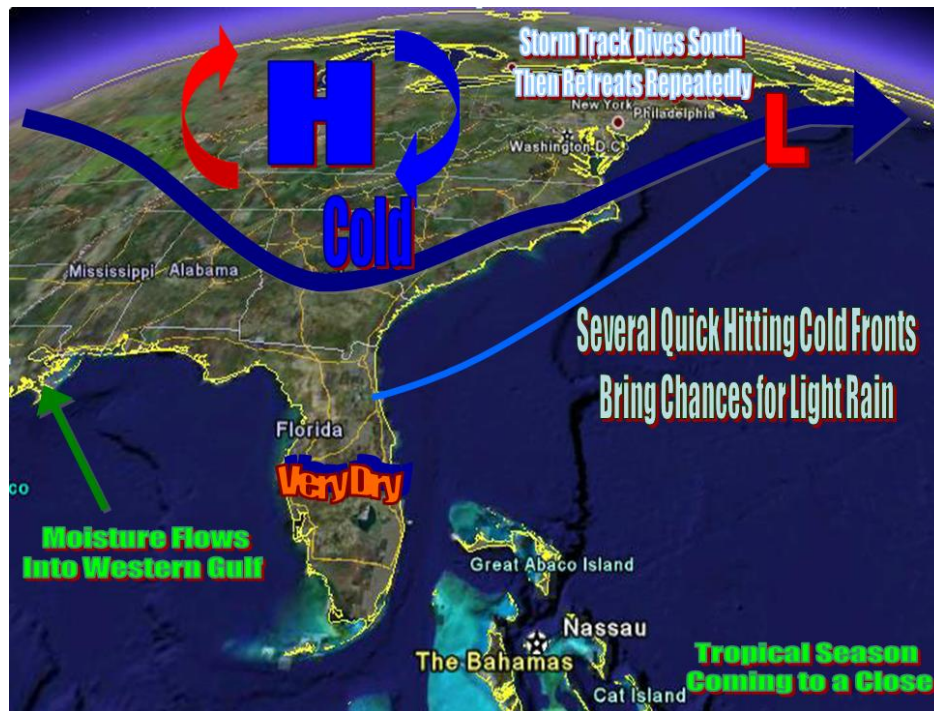 Storm Track Dives South
Then Retreats Repeatedly
H
L
New York
Philadelphia
Washington D.C.
Cold
Mississippi
Alabama
Several Quick Hitting Cold Fronts
Bring Chances for Light Rain
Florida
Very Dry
co
Moisture Flows
Into Western Gulf
Great Abaco Island
Nassau
The Bahamas
Tropical Season
Coming to a Close
Cat Island